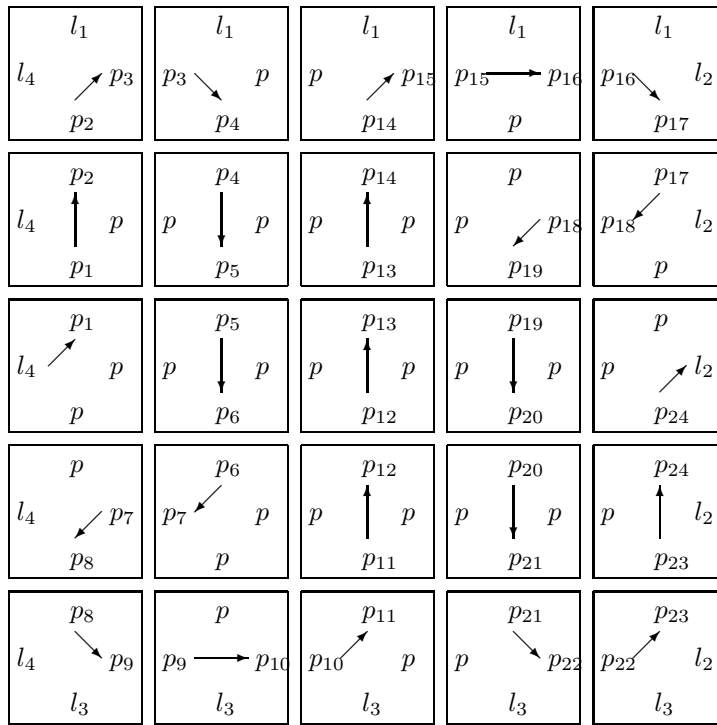 l₁ l₁ l₁ l₁ l₁
l₄ p₃ p₃ p p p₁₅ p₁₅ p₁₆ p₁₆ l₂
p₂ p₄ p₁₄ p p₁₇
p₂ p₄ p₁₄ p p₁₇
l₄ p p p p p p p₁₈ p₁₈ l₂
p₁ p₅ p₁₃ p₁₉ p
p₁ p₅ p₁₃ p₁₉ p
l₄ p p p p p p p p l₂
p p₆ p₁₂ p₂₀ p₂₄
p p₆ p₁₂ p₂₀ p₂₄
l₄ p₇ p₇ p p p p p p l₂
p₈ p p₁₁ p₂₁ p₂₃
p₈ p p₁₁ p₂₁ p₂₃
l₄ p₉ p₉ p₁₀ p₁₀ p p p₂₂ p₂₂ l₂
l₃ l₃ l₃ l₃ l₃